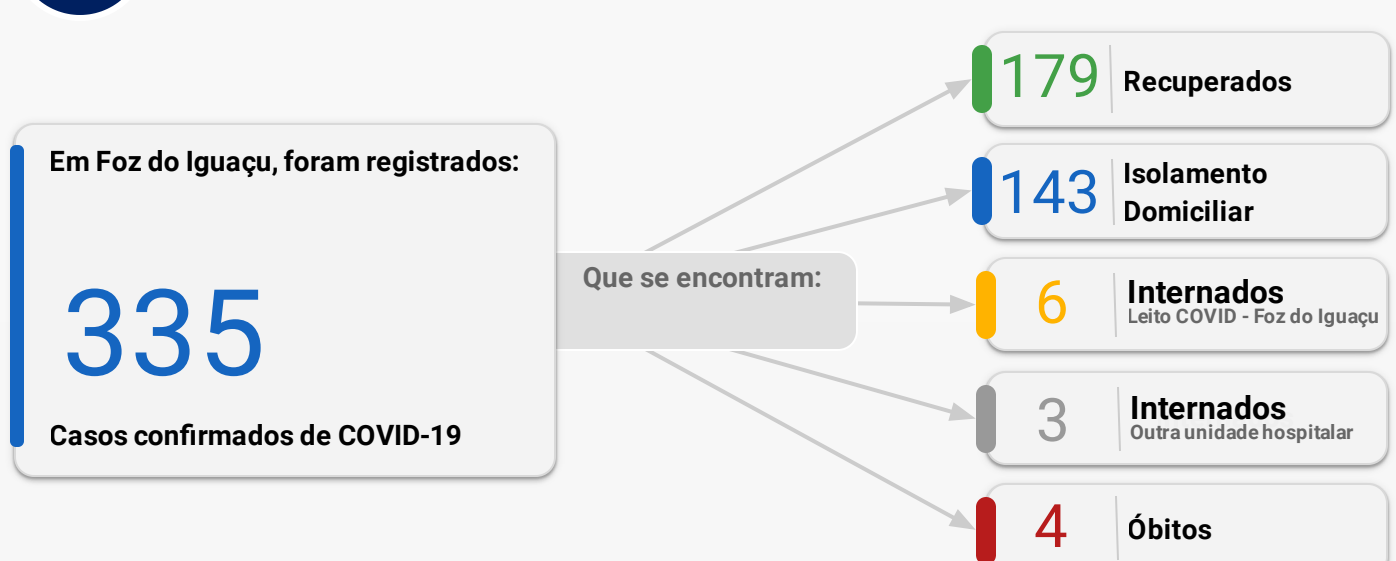 Em Foz do Iguaçu, foram registrados:
335
Casos confirmados de COVID-19
Que se encontram:
179 Recuperados
143 Isolamento
Domiciliar
6 Internados
Leito COVID - Foz do Iguaçu
3 Internados
Outra unidade hospitalar
4 Óbitos